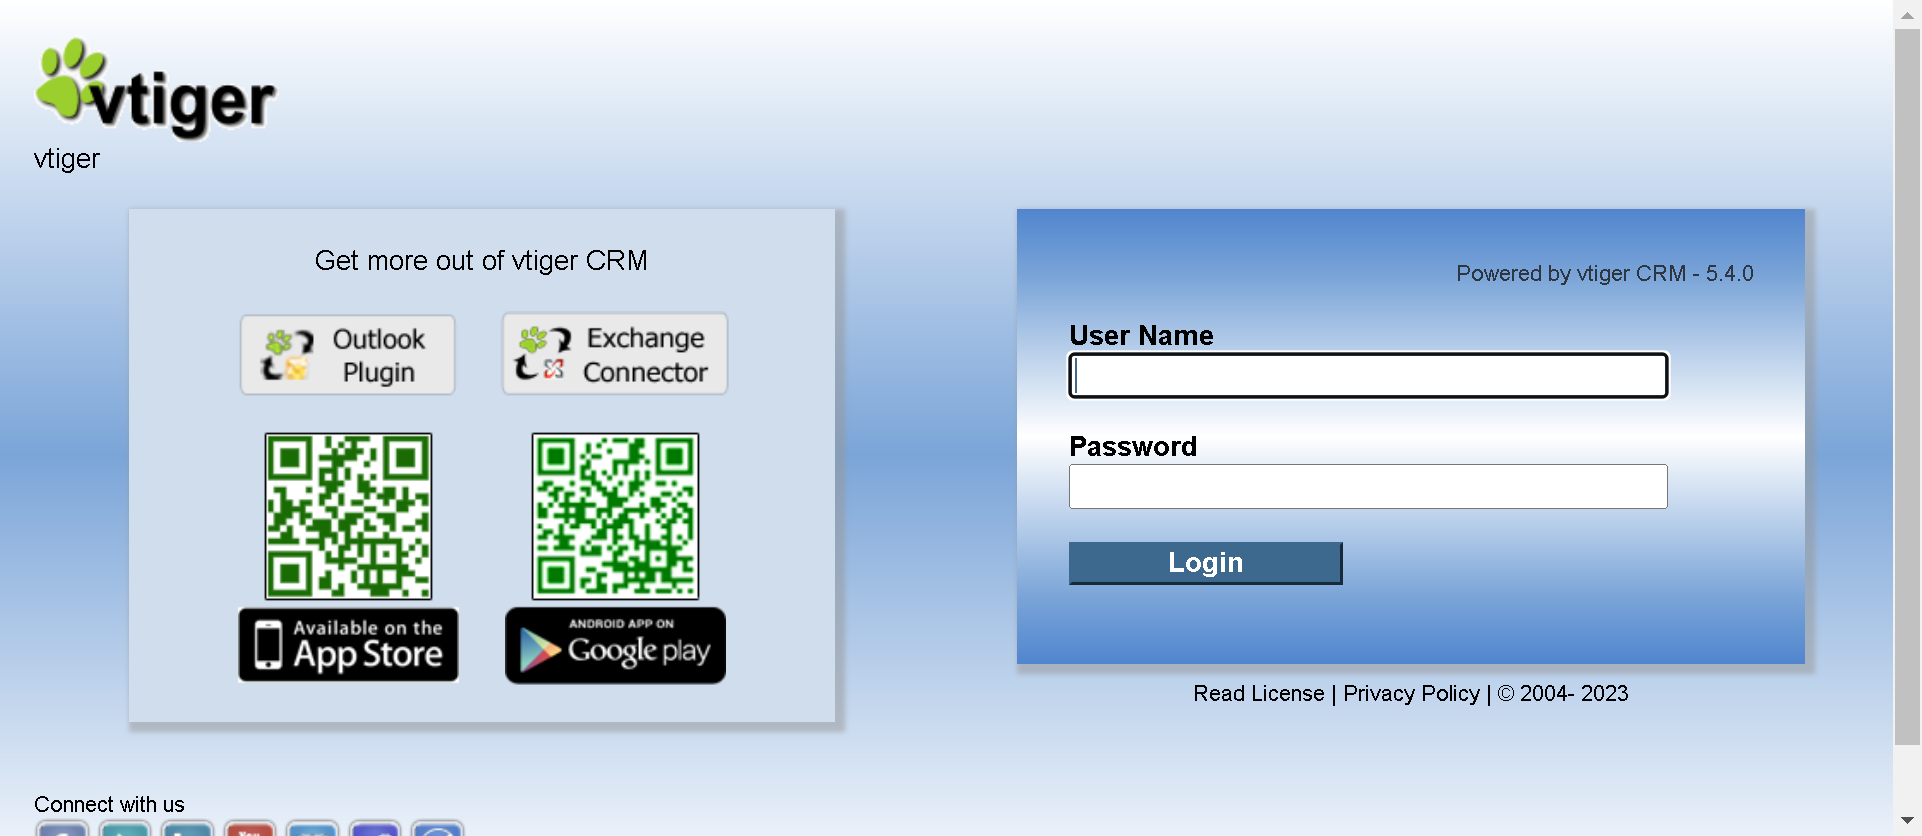 vtiger
vtiger
Get more out of vtiger CRM
Outlook
Plugin
Exchange
Connector
Available on the
App Store
ANDROID APP ON
Google play
Powered by vtiger CRM - 5.4.0
User Name
Password
Login
Read License | Privacy Policy | © 2004- 2023
Connect with us
You